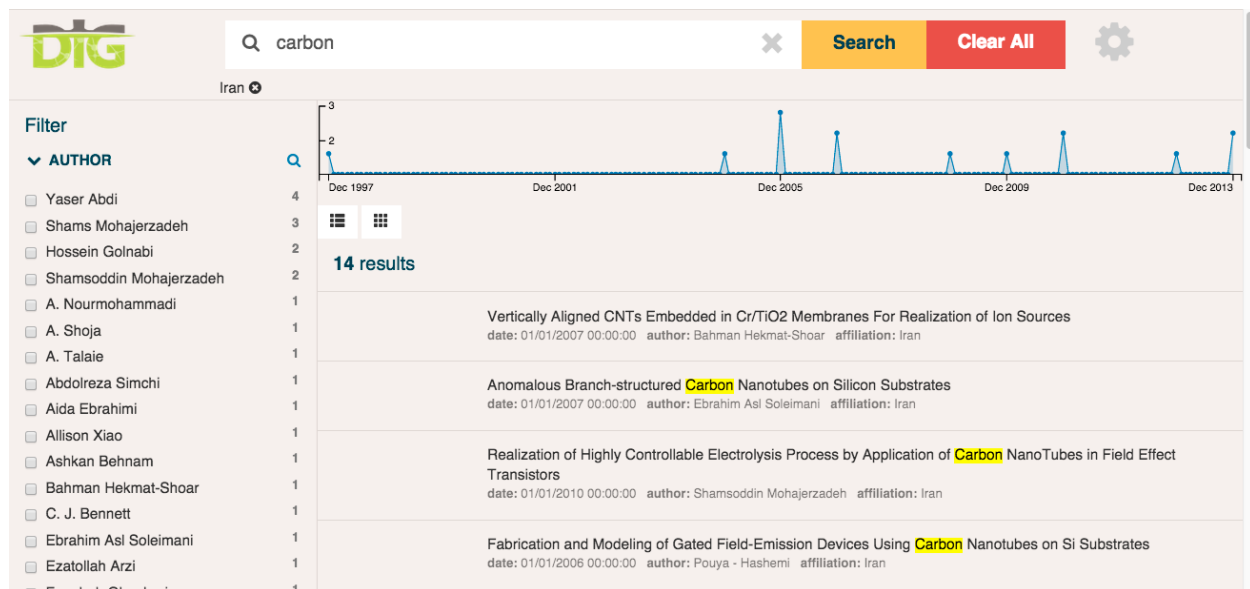 DIG
carbon
Search
Clear All
Iran
Filter
AUTHOR
Yaser Abdi 4
Shams Mohajerzadeh 3
Hossein Golnabi 2
Shamsoddin Mohajerzadeh 2
A. Nourmohammadi 1
A. Shoja 1
A. Talaie 1
Abdolreza Simchi 1
Aida Ebrahimi 1
Allison Xiao 1
Ashkan Behnam 1
Bahman Hekmat-Shoar 1
C. J. Bennett 1
Ebrahim Asl Soleimani 1
Ezatollah Arzi 1
1
3
2
Dec 1997 Dec 2001 Dec 2005 Dec 2009 Dec 2013
14 results
Vertically Aligned CNTs Embedded in Cr/TiO2 Membranes For Realization of Ion Sources
date: 01/01/2007 00:00:00 author: Bahman Hekmat-Shoar affiliation: Iran
Anomalous Branch-structured Carbon Nanotubes on Silicon Substrates
date: 01/01/2007 00:00:00 author: Ebrahim Asl Soleimani affiliation: Iran
Realization of Highly Controllable Electrolysis Process by Application of Carbon NanoTubes in Field Effect
Transistors
date: 01/01/2010 00:00:00 author: Shamsoddin Mohajerzadeh affiliation: Iran
Fabrication and Modeling of Gated Field-Emission Devices Using Carbon Nanotubes on Si Substrates
date: 01/01/2006 00:00:00 author: Pouya - Hashemi affiliation: Iran